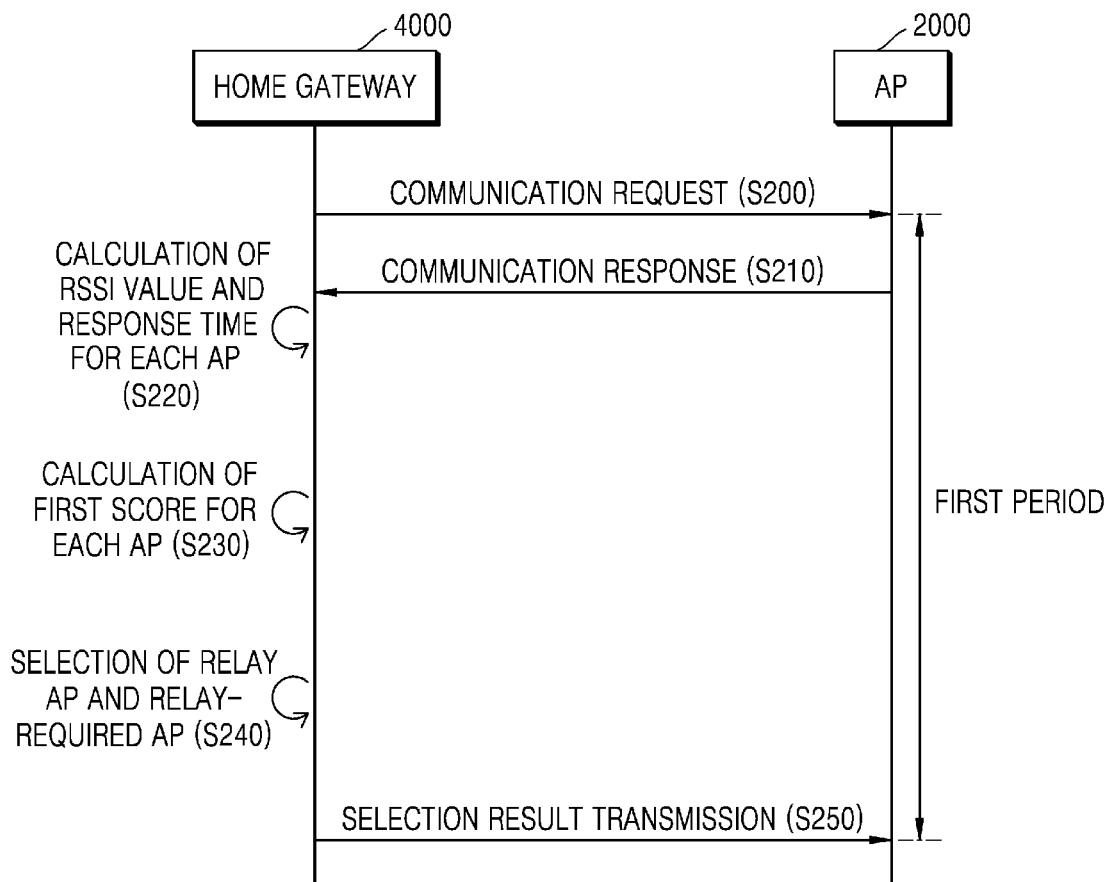 4000
2000
HOME GATEWAY
AP
COMMUNICATION REQUEST (S200)
COMMUNICATION RESPONSE (S210)
CALCULATION OF
RSSI VALUE AND
RESPONSE TIME
FOR EACH AP
(S220)
CALCULATION OF
FIRST SCORE FOR
EACH AP (S230)
FIRST PERIOD
SELECTION OF RELAY
AP AND RELAY-
REQUIRED AP (S240)
SELECTION RESULT TRANSMISSION (S250)